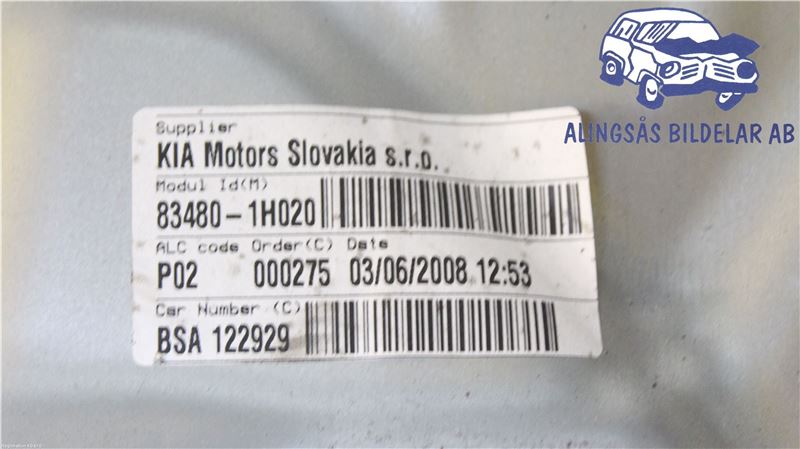 ALINGSÅS BILDELAR AB
Supplier
KIA Motors Slovakia s.r.o.
Modul Id(M)
83480-1H020
ALC code Order(C) Date
P02 000275 03/06/2008 12:53
Car Number (C)
BSA 122929